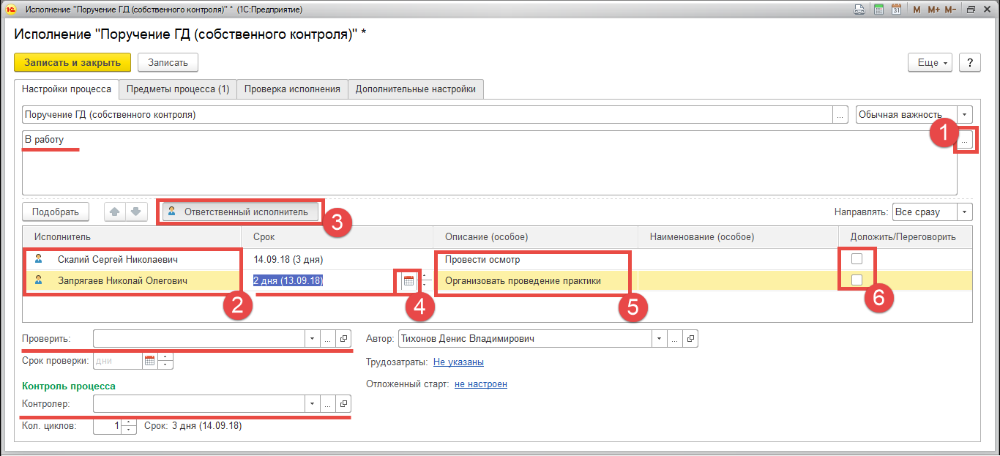 Исполнение "Поручение ГД (собственного контроля)" * (1С:Предприятие)
31 M M+ M-
Исполнение "Поручение ГД (собственного контроля)" *
Записать и закрыть Записать Еще ?
Настройки процесса Предметы процесса (1) Проверка исполнения Дополнительные настройки
Поручение ГД (собственного контроля) ... Обычная важность
В работу 1 ...
Подобрать Ответственный исполнитель 3 Направлять: Все сразу
Исполнитель Срок Описание (особое) Наименование (особое) Доложить/Переговорить
Скалий Сергей Николаевич 14.09.18 (3 дня) Провести осмотр
Запрягаев Николай Олегович 2 дня (13.09.18) Организовать проведение практики
2 4 5 6
Проверить: ... Автор: Тихонов Денис Владимирович ...
Срок проверки: дни Трудозатраты: Не указаны
Отложенный старт: не настроен
Контроль процесса
Контролер: ...
Кол. циклов: 1 Срок: 3 дня (14.09.18)